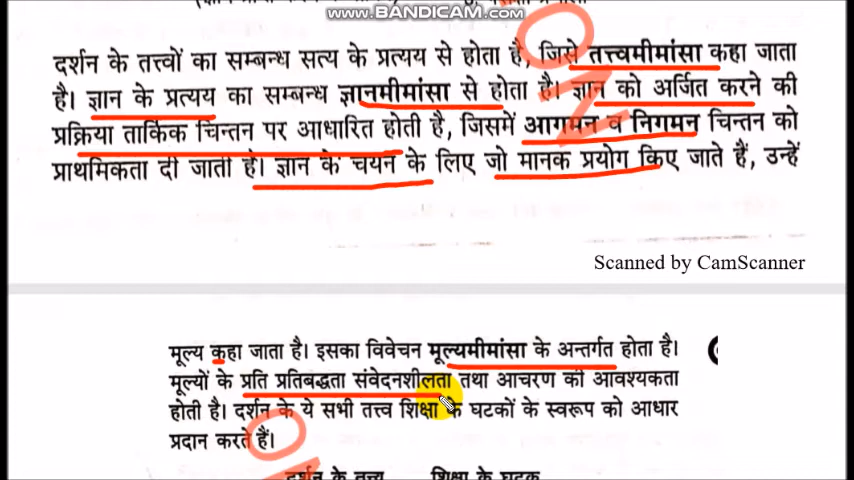 www.BANDICAM.com
दर्शन के तत्त्वों का सम्बन्ध सत्य के प्रत्यय से होता है, जिसे तत्त्वमीमांसा कहा जाता
है। ज्ञान के प्रत्यय का सम्बन्ध ज्ञानमीमांसा से होता है। ज्ञान को अर्जित करने की
प्रक्रिया तार्किक चिन्तन पर आधारित होती है, जिसमें आगमन व निगमन चिन्तन को
प्राथमिकता दी जाती है। ज्ञान के चयन के लिए जो मानक प्रयोग किए जाते हैं, उन्हें
Scanned by CamScanner
मूल्य कहा जाता है। इसका विवेचन मूल्यमीमांसा के अन्तर्गत होता है।
मूल्यों के प्रति प्रतिबद्धता संवेदनशीलता तथा आचरण की आवश्यकता
होती है। दर्शन के ये सभी तत्त्व शिक्षा के घटकों के स्वरूप को आधार
प्रदान करते हैं।
दर्शन के तत्त्व शिक्षा के घटक